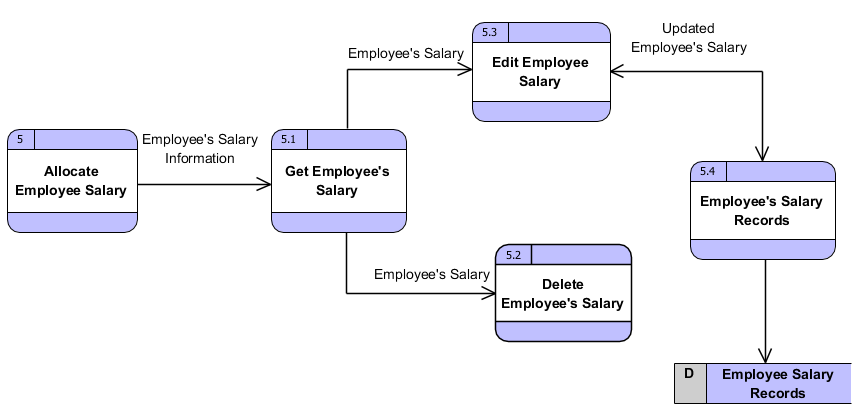 5.3
Edit Employee
Salary
Updated
Employee's Salary
Employee's Salary
5
Allocate
Employee Salary
Employee's Salary
Information
5.1
Get Employee's
Salary
5.4
Employee's Salary
Records
Employee's Salary
5.2
Delete
Employee's Salary
D
Employee Salary
Records